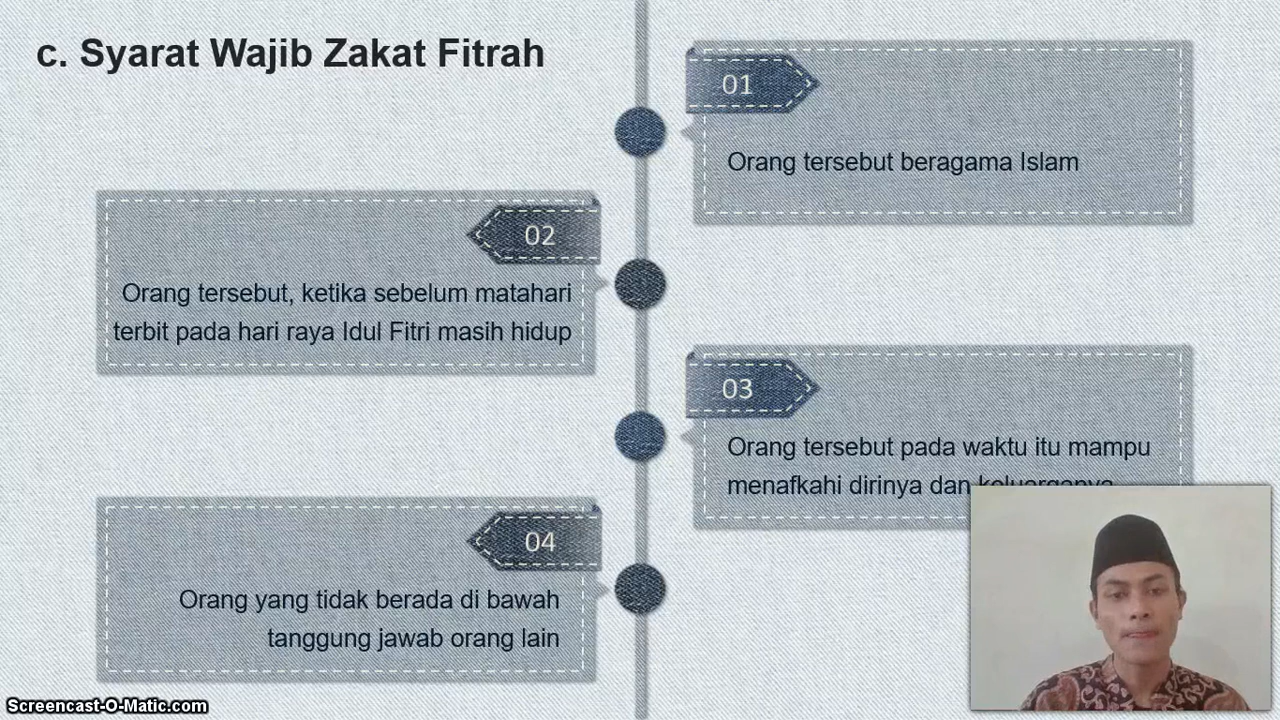 c. Syarat Wajib Zakat Fitrah
01
Orang tersebut beragama Islam
02
Orang tersebut, ketika sebelum matahari
terbit pada hari raya Idul Fitri masih hidup
03
Orang tersebut pada waktu itu mampu
menafkahi dirinya dan keluarganya
04
Orang yang tidak berada di bawah
tanggung jawab orang lain
Screencast-O-Matic.com